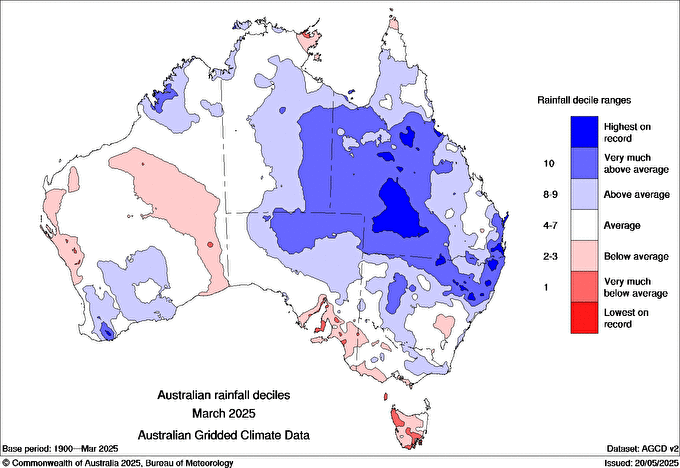 Rainfall decile ranges
Highest on
record
10
Very much
above average
8-9
Above average
4-7
Average
2-3
Below average
1
Very much
below average
Lowest on
record
Australian rainfall deciles
March 2025
Australian Gridded Climate Data
Base period: 1900—Mar 2025
Dataset: AGCD v2
© Commonwealth of Australia 2025, Bureau of Meteorology
Issued: 20/05/2025